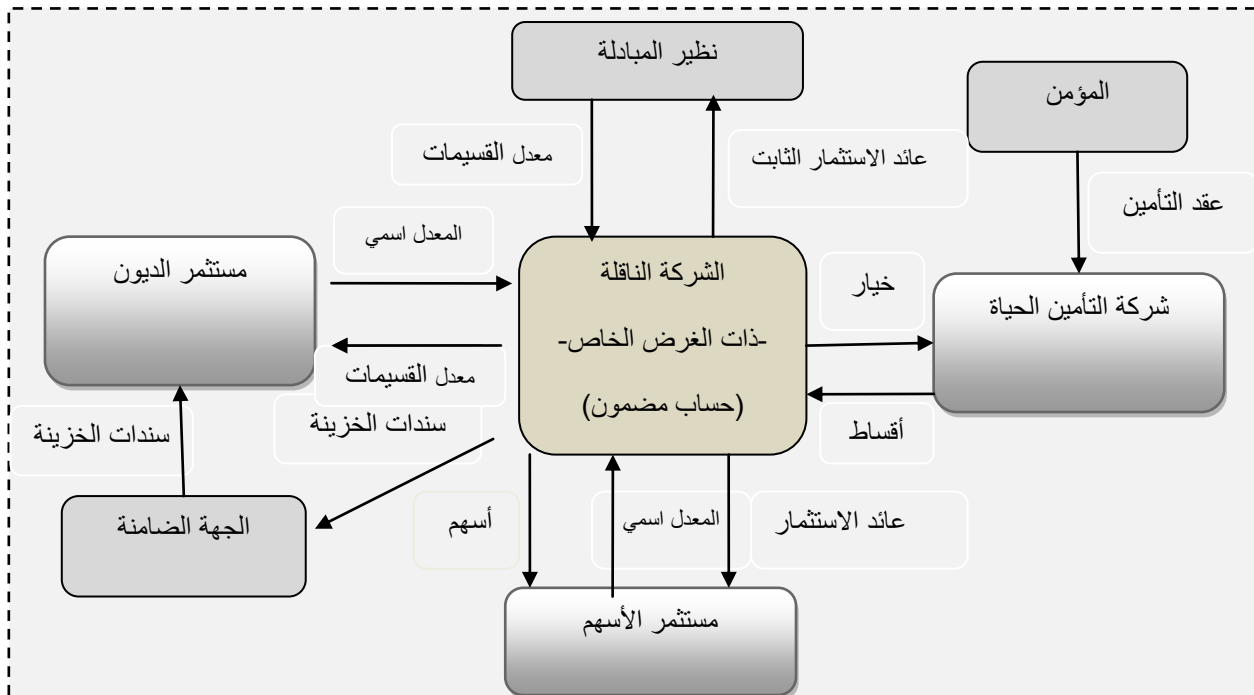 نظير المبادلة
المؤمن
معدل القسيمات
عائد الاستثمار الثابت
عقد التأمين
المعدل اسمي
مستثمر الديون
الشركة الناقلة
-ذات الغرض الخاص-
(حساب مضمون)
خيار
شركة التأمين الحياة
معدل القسيمات
أقساط
سندات الخزينة
سندات الخزينة
الجهة الضامنة
أسهم
المعدل اسمي
عائد الاستثمار
مستثمر الأسهم